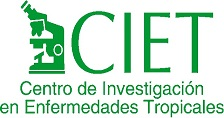 CIET
Centro de Investigación
en Enfermedades Tropicales